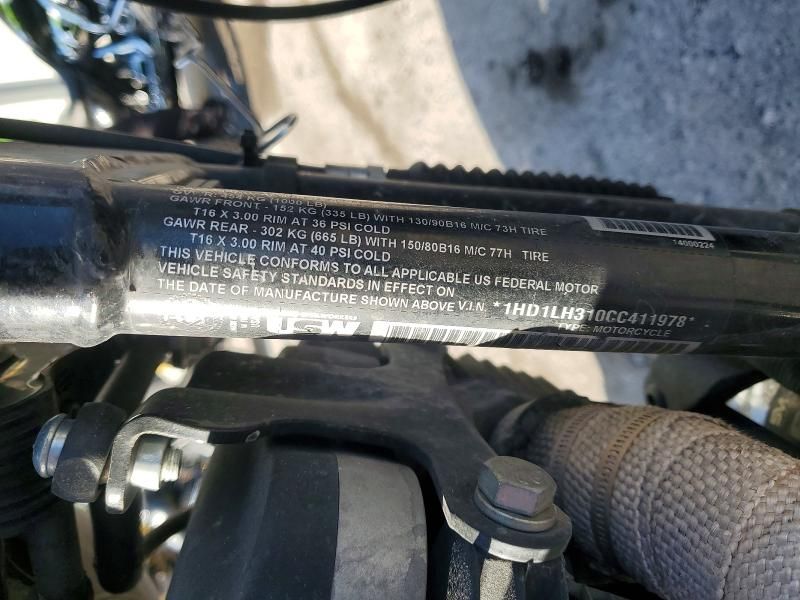 KG (1000 LB)
GAWR FRONT - 152 KG (335 LB) WITH 130/90B16 M/C 73H TIRE
T16 X 3.00 RIM AT 36 PSI COLD
GAWR REAR - 302 KG (665 LB) WITH 150/80B16 M/C 77H TIRE
T16 X 3.00 RIM AT 40 PSI COLD
THIS VEHICLE CONFORMS TO ALL APPLICABLE US FEDERAL MOTOR
VEHICLE SAFETY STANDARDS IN EFFECT ON
THE DATE OF MANUFACTURE SHOWN ABOVE V.I.N. *1HD1LH310CC411978*
TYPE: MOTORCYCLE
14000224